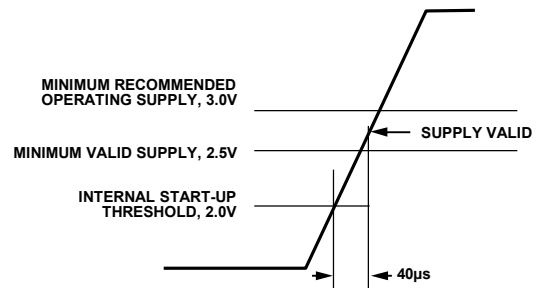 MINIMUM RECOMMENDED
OPERATING SUPPLY, 3.0V
SUPPLY VALID
MINIMUM VALID SUPPLY, 2.5V
INTERNAL START-UP
THRESHOLD, 2.0V
40µs